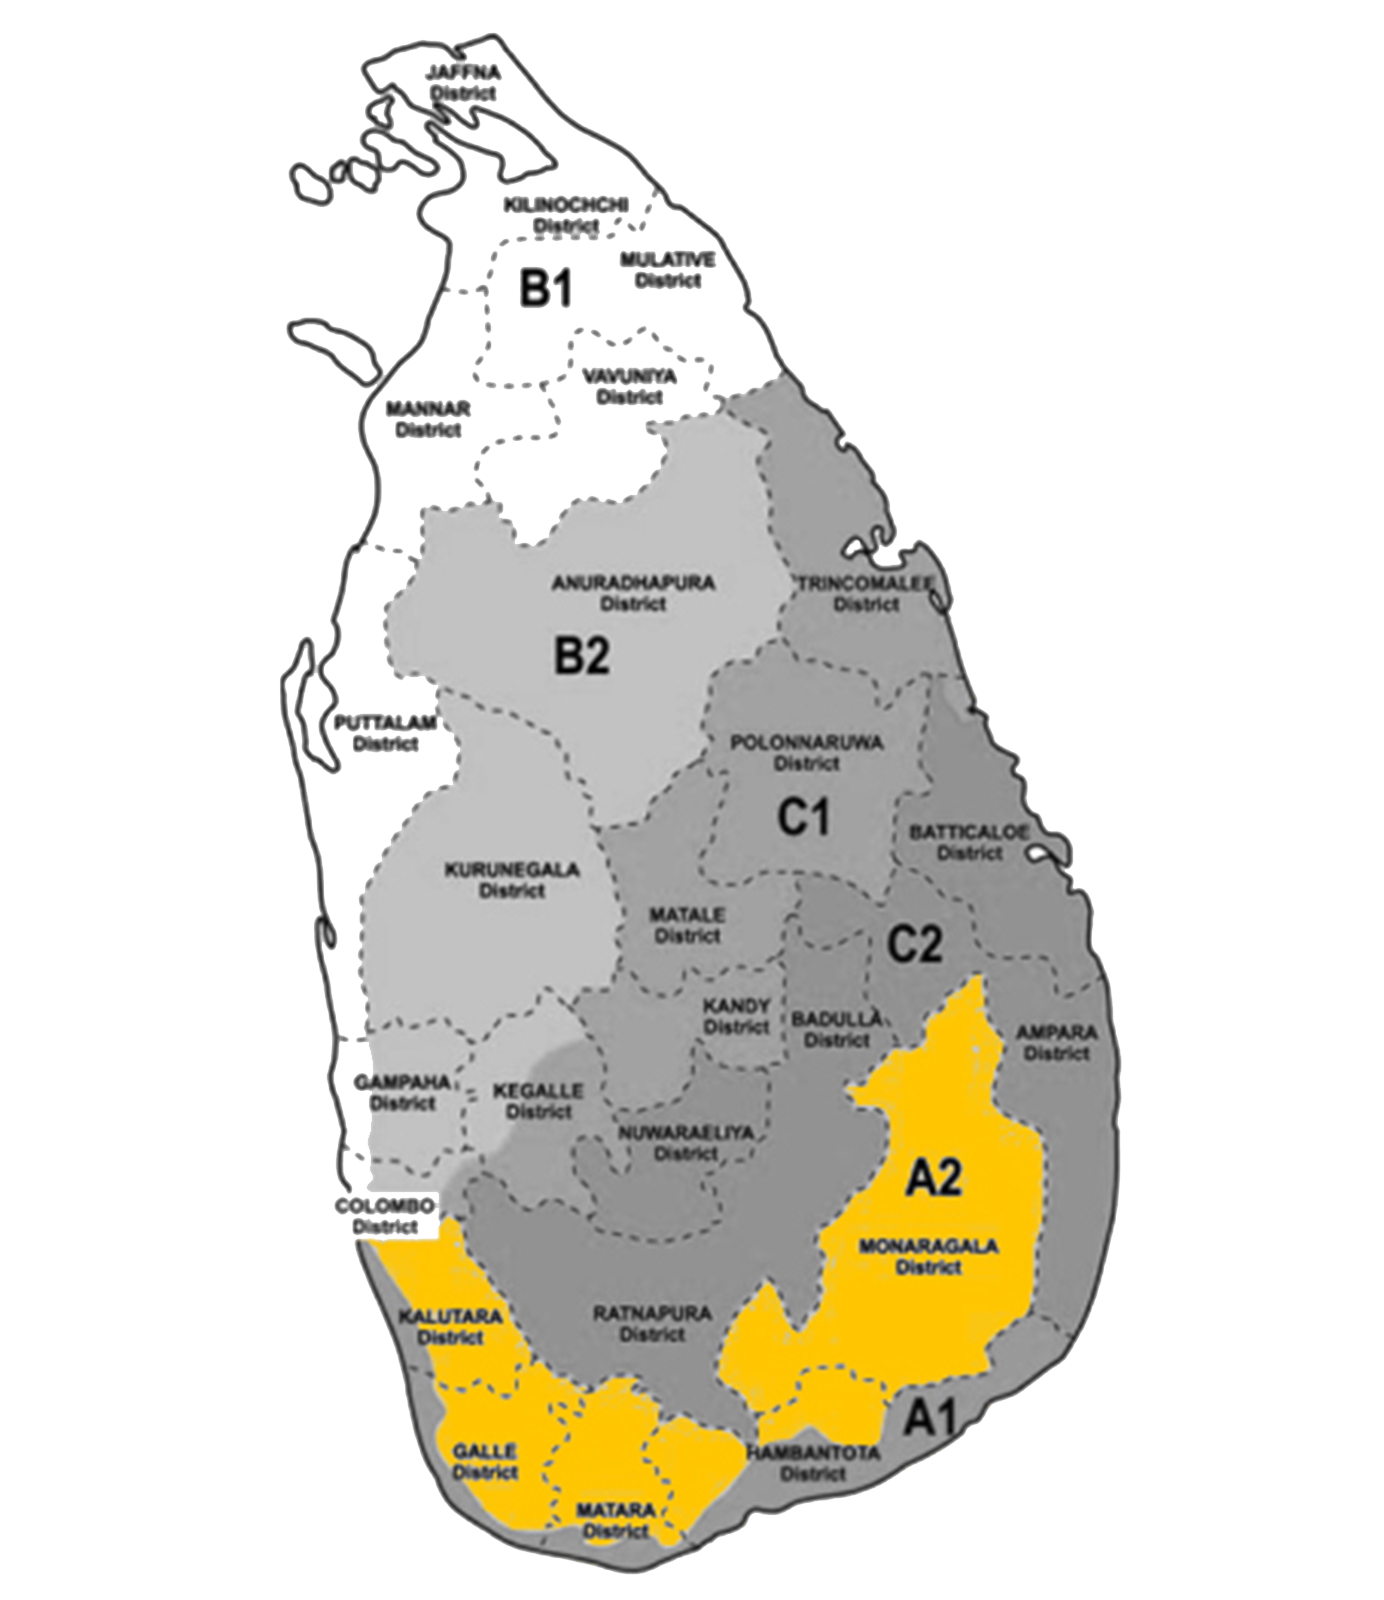 JAFFNA
District
KILINOCHCHI
District
MULATIVE
District
B1
VAVUNIYA
District
MANNAR
District
ANURADHAPURA
District
TRINCOMALEE
District
B2
PUTTALAM
District
POLONNARUWA
District
C1
BATTICALOE
District
KURUNEGALA
District
MATALE
District
C2
KANDY
District
BADULLA
District
AMPARA
District
GAMPAHA
District
KEGALLE
District
NUWARAELIYA
District
A2
COLOMBO
District
MONARAGALA
District
KALUTARA
District
RATNAPURA
District
A1
GALLE
District
HAMBANTOTA
District
MATARA
District